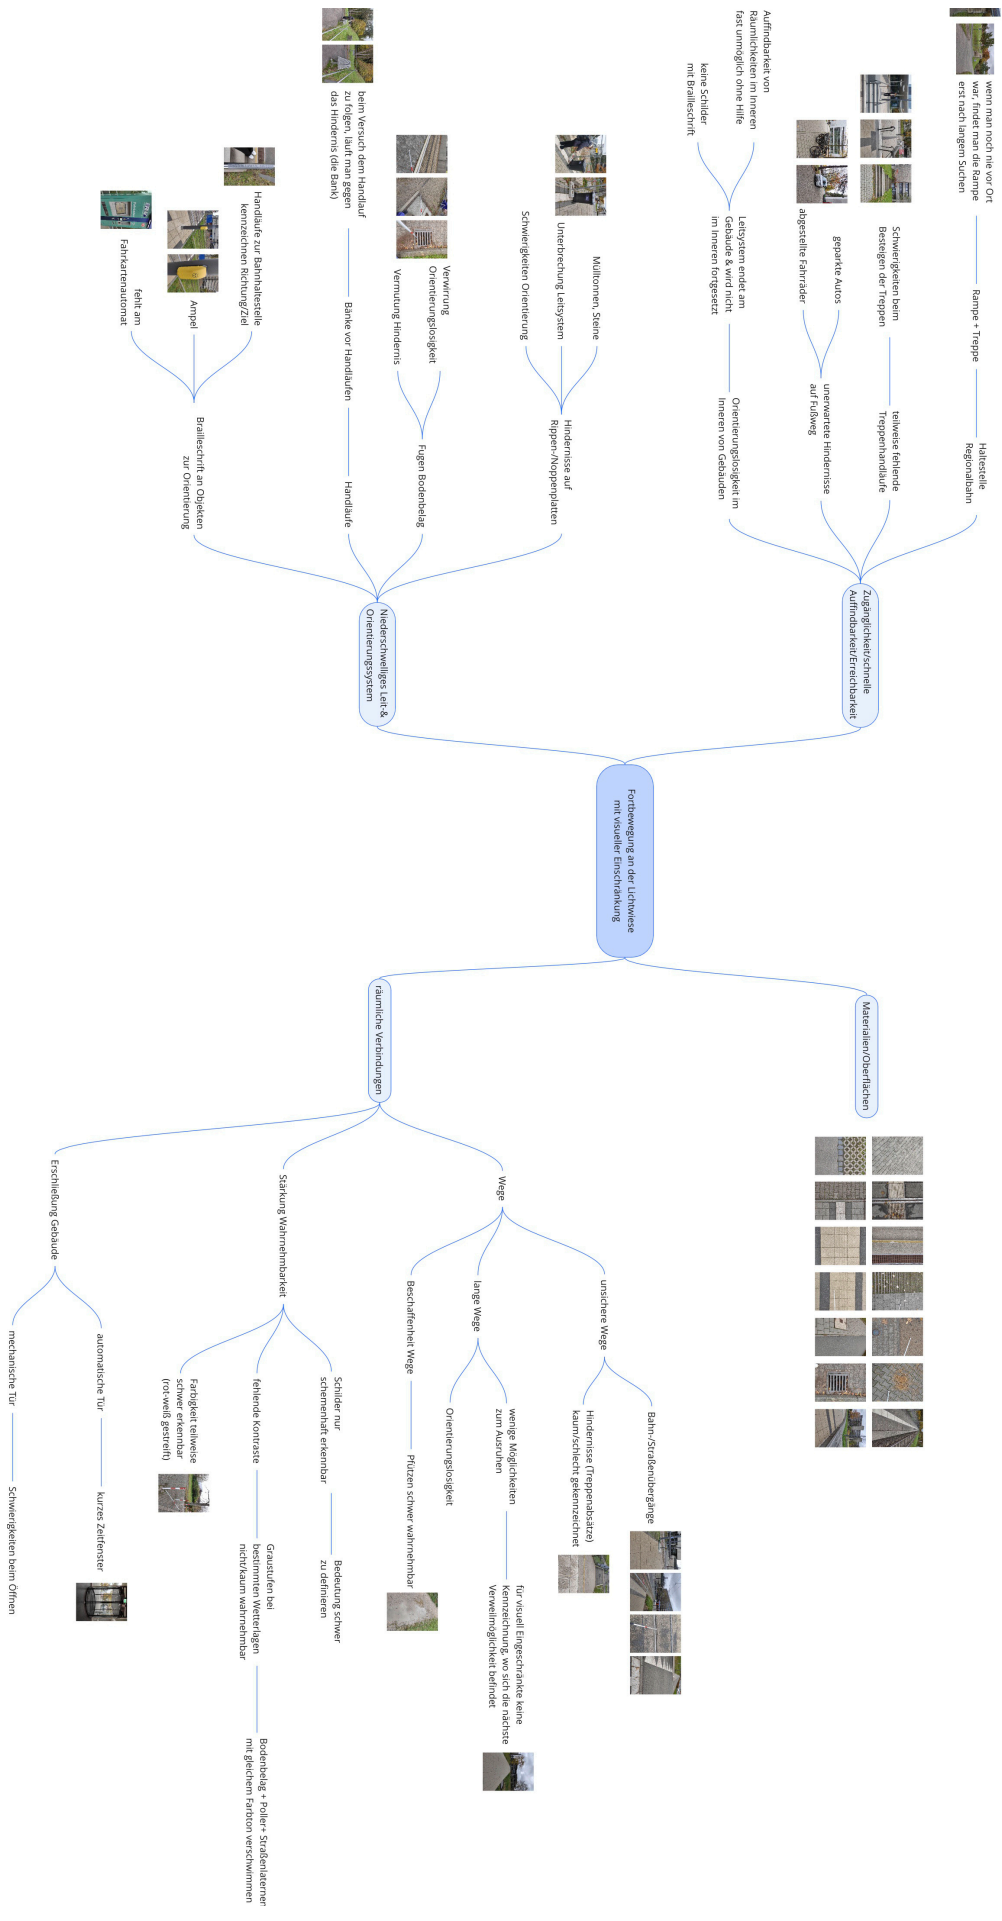 wenn man noch nie vor Ort
war, findet man die Rampe
erst nach langem Suchen
Rampe + Treppe
Haltestelle
Regionalbahn
Schwierigkeiten beim
Besteigen der Treppen
teilweise fehlende
Treppenhandläufe
geparkte Autos
abgestellte Fahrräder
unerwartete Hindernisse
auf Fußweg
Auffindbarkeit von
Räumlichkeiten im Inneren
fast unmöglich ohne Hilfe
keine Schilder
mit Brailleschrift
Leitsystem endet am
Gebäude & wird nicht
im Inneren fortgesetzt
Orientierungslosigkeit im
Inneren von Gebäuden
Zugänglichkeit/schnelle
Auffindbarkeit/Erreichbarkeit
Mülltonnen, Steine
Unterbrechung Leitsystem
Schwierigkeiten Orientierung
Hindernisse auf
Rippen-/Noppenplatten
Verwirrung
Orientierungslosigkeit
Vermutung Hindernis
Fugen Bodenbelag
beim Versuch dem Handlauf
zu folgen, läuft man gegen
das Hindernis (die Bank)
Bänke vor Handläufen
Handläufe
Handläufe zur Bahnhaltestelle
kennzeichnen Richtung/Ziel
Ampel
fehlt am
Fahrkartenautomat
Brailleschrift an Objekten
zur Orientierung
Niederschwelliges Leit-&
Orientierungssystem
Fortbewegung an der Lichtwiese
mit visueller Einschränkung
Materialien/Oberflächen
räumliche Verbindungen
Wege
unsichere Wege
Bahn-/Straßenübergänge
Hindernisse (Treppenabsätze)
kaum/schlecht gekennzeichnet
lange Wege
wenige Möglichkeiten
zum Ausruhen
für visuell Eingeschränkte keine
Kennzeichnung, wo sich die nächste
Verweilmöglichkeit befindet
Orientierungslosigkeit
Beschaffenheit Wege
Pfützen schwer wahrnehmbar
Stärkung Wahrnehmbarkeit
Schilder nur
schemenhaft erkennbar
Bedeutung schwer
zu definieren
fehlende Kontraste
Graustufen bei
bestimmten Wetterlagen
nicht/kaum wahrnehmbar
Bodenbelag + Poller+ Straßenlaternen
mit gleichem Farbton verschwimmen
Farbigkeit teilweise
schwer erkennbar
(rot-weiß gestreift)
Erschließung Gebäude
automatische Tür
kurzes Zeitfenster
mechanische Tür
Schwierigkeiten beim Öffnen